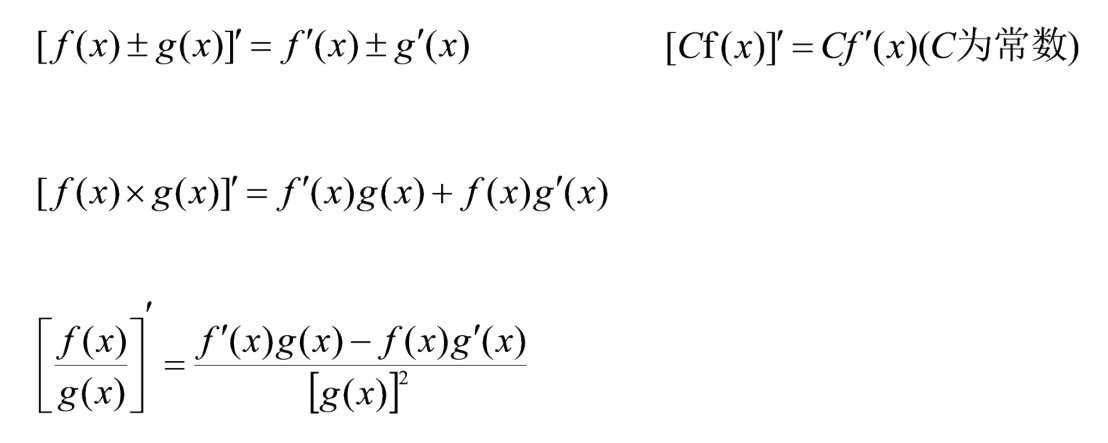 [f(x)±g(x)]′=f′(x)±g′(x) [Cf(x)]′=Cf′(x)(C为常数)
[f(x)×g(x)]′=f′(x)g(x)+f(x)g′(x)
[f(x)/g(x)]′=(f′(x)g(x)−f(x)g′(x))/[g(x)]²